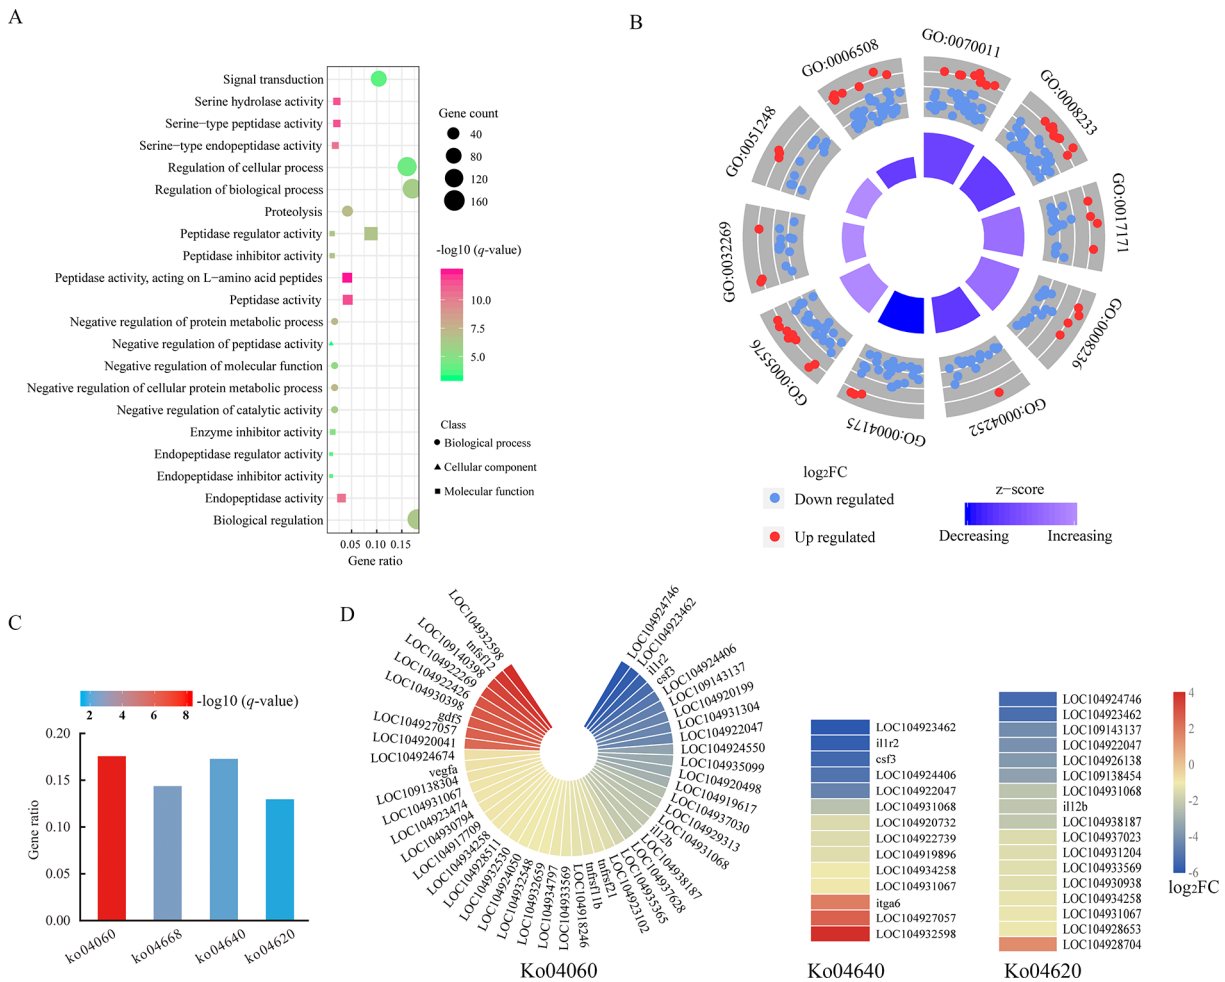 A
Signal transduction
Serine hydrolase activity
Serine−type peptidase activity
Serine−type endopeptidase activity
Regulation of cellular process
Regulation of biological process
Proteolysis
Peptidase regulator activity
Peptidase inhibitor activity
Peptidase activity, acting on L−amino acid peptides
Peptidase activity
Negative regulation of protein metabolic process
Negative regulation of peptidase activity
Negative regulation of molecular function
Negative regulation of cellular protein metabolic process
Negative regulation of catalytic activity
Enzyme inhibitor activity
Endopeptidase regulator activity
Endopeptidase inhibitor activity
Endopeptidase activity
Biological regulation
0.05 0.10 0.15
Gene ratio
Gene count
40
80
120
160
-log10 (q-value)
10.0
7.5
5.0
Class
Biological process
Cellular component
Molecular function
B
GO:0070011
GO:0008233
GO:0017171
GO:0008236
GO:0004252
GO:0004175
GO:0005576
GO:0032269
GO:0051248
GO:0006508
log₂FC
Down regulated
Up regulated
z−score
Decreasing Increasing
C
-log10 (q-value)
2 4 6 8
Gene ratio
0.20
0.15
0.10
0.05
0.00
ko04060
ko04668
ko04640
ko04620
D
LOC104924746
LOC104923462
il1r2
csf3
LOC104924406
LOC109143137
LOC104920199
LOC104931304
LOC104922047
LOC104924550
LOC104935099
LOC104920498
LOC104919617
LOC104937030
LOC104929313
LOC104931068
il12b
LOC104938187
LOC104937628
LOC104935365
LOC104923102
tnfrsf21
tnfrsf11b
LOC104918246
LOC104933569
LOC104934797
LOC104932659
LOC104932548
LOC104924050
LOC104932530
LOC104928511
LOC104934258
LOC104917709
LOC104930794
LOC104923474
LOC104931067
LOC109138304
vegfa
LOC104924674
LOC104920041
LOC104927057
gdf5
LOC104930398
LOC104922426
LOC104922269
LOC109140398
tnfsf12
LOC104932598
Ko04060
LOC104923462
il1r2
csf3
LOC104924406
LOC104922047
LOC104931068
LOC104920732
LOC104922739
LOC104919896
LOC104934258
LOC104931067
itga6
LOC104927057
LOC104932598
Ko04640
LOC104924746
LOC104923462
LOC109143137
LOC104922047
LOC104926138
LOC109138454
LOC104931068
il12b
LOC104938187
LOC104937023
LOC104931204
LOC104933569
LOC104930938
LOC104934258
LOC104931067
LOC104928653
LOC104928704
Ko04620
4
2
0
-2
-4
-6
log₂FC